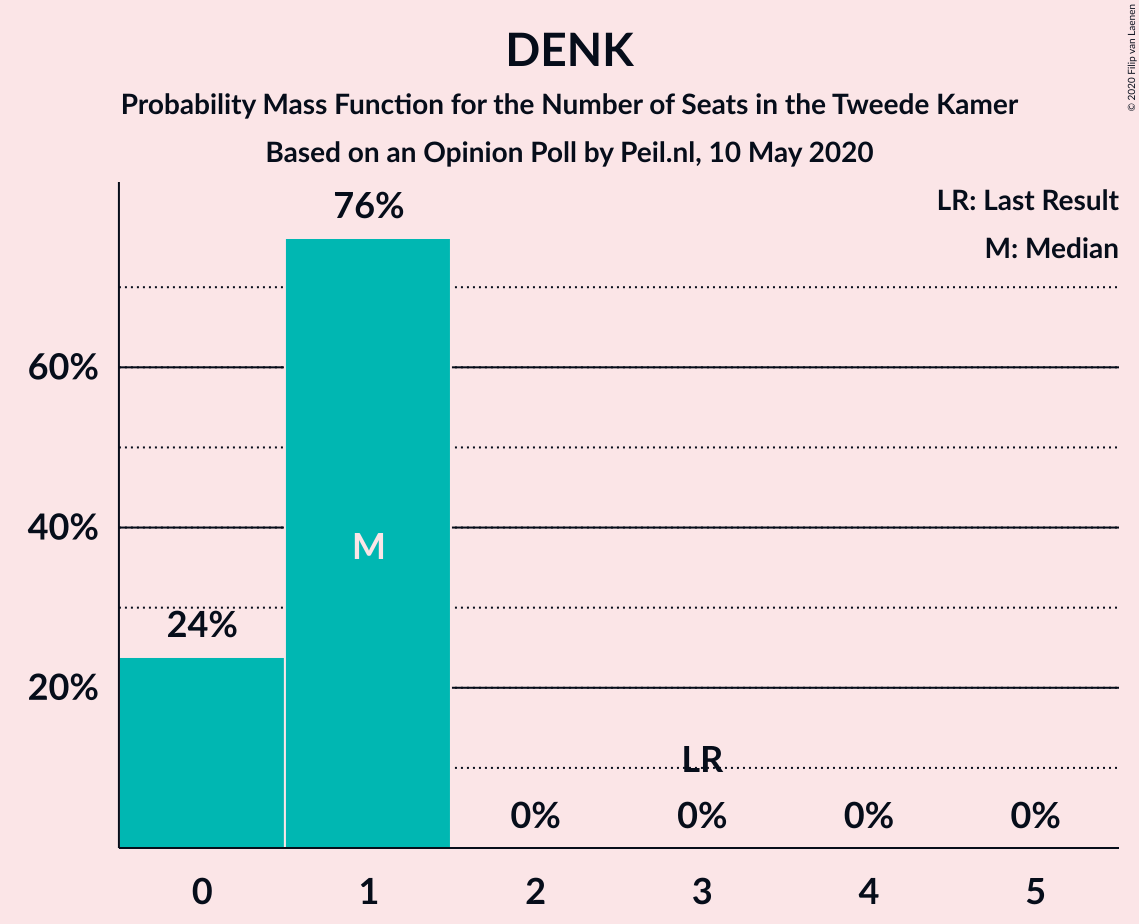 DENK
Probability Mass Function for the Number of Seats in the Tweede Kamer
Based on an Opinion Poll by Peil.nl, 10 May 2020
© 2020 Filip van Laenen
LR: Last Result
M: Median
76%
60%
40%
M
24%
20%
LR
0% 0% 0% 0%
0 1 2 3 4 5